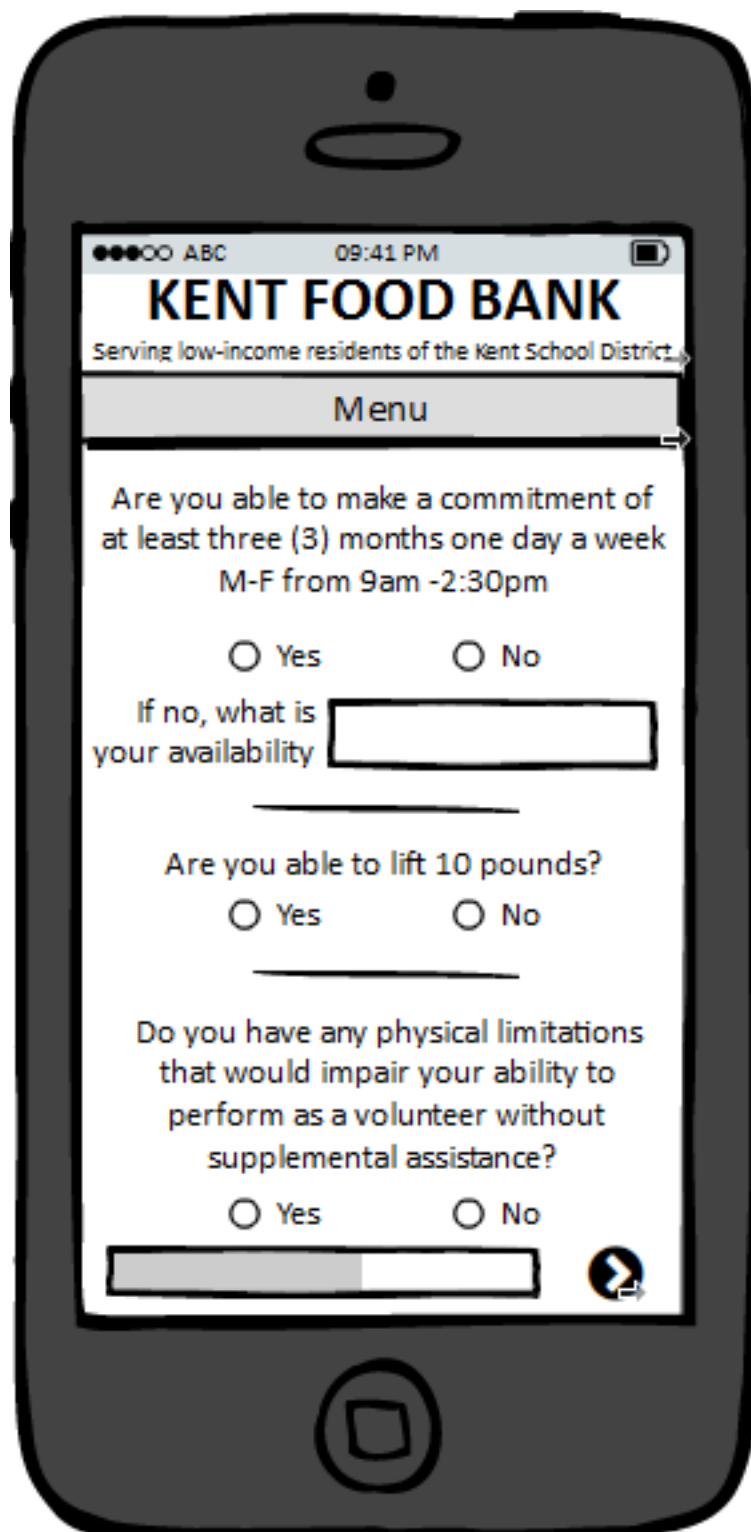 ABC 09:41 PM
KENT FOOD BANK
Serving low-income residents of the Kent School District
Menu
Are you able to make a commitment of
at least three (3) months one day a week
M-F from 9am -2:30pm
Yes No
If no, what is
your availability
Are you able to lift 10 pounds?
Yes No
Do you have any physical limitations
that would impair your ability to
perform as a volunteer without
supplemental assistance?
Yes No